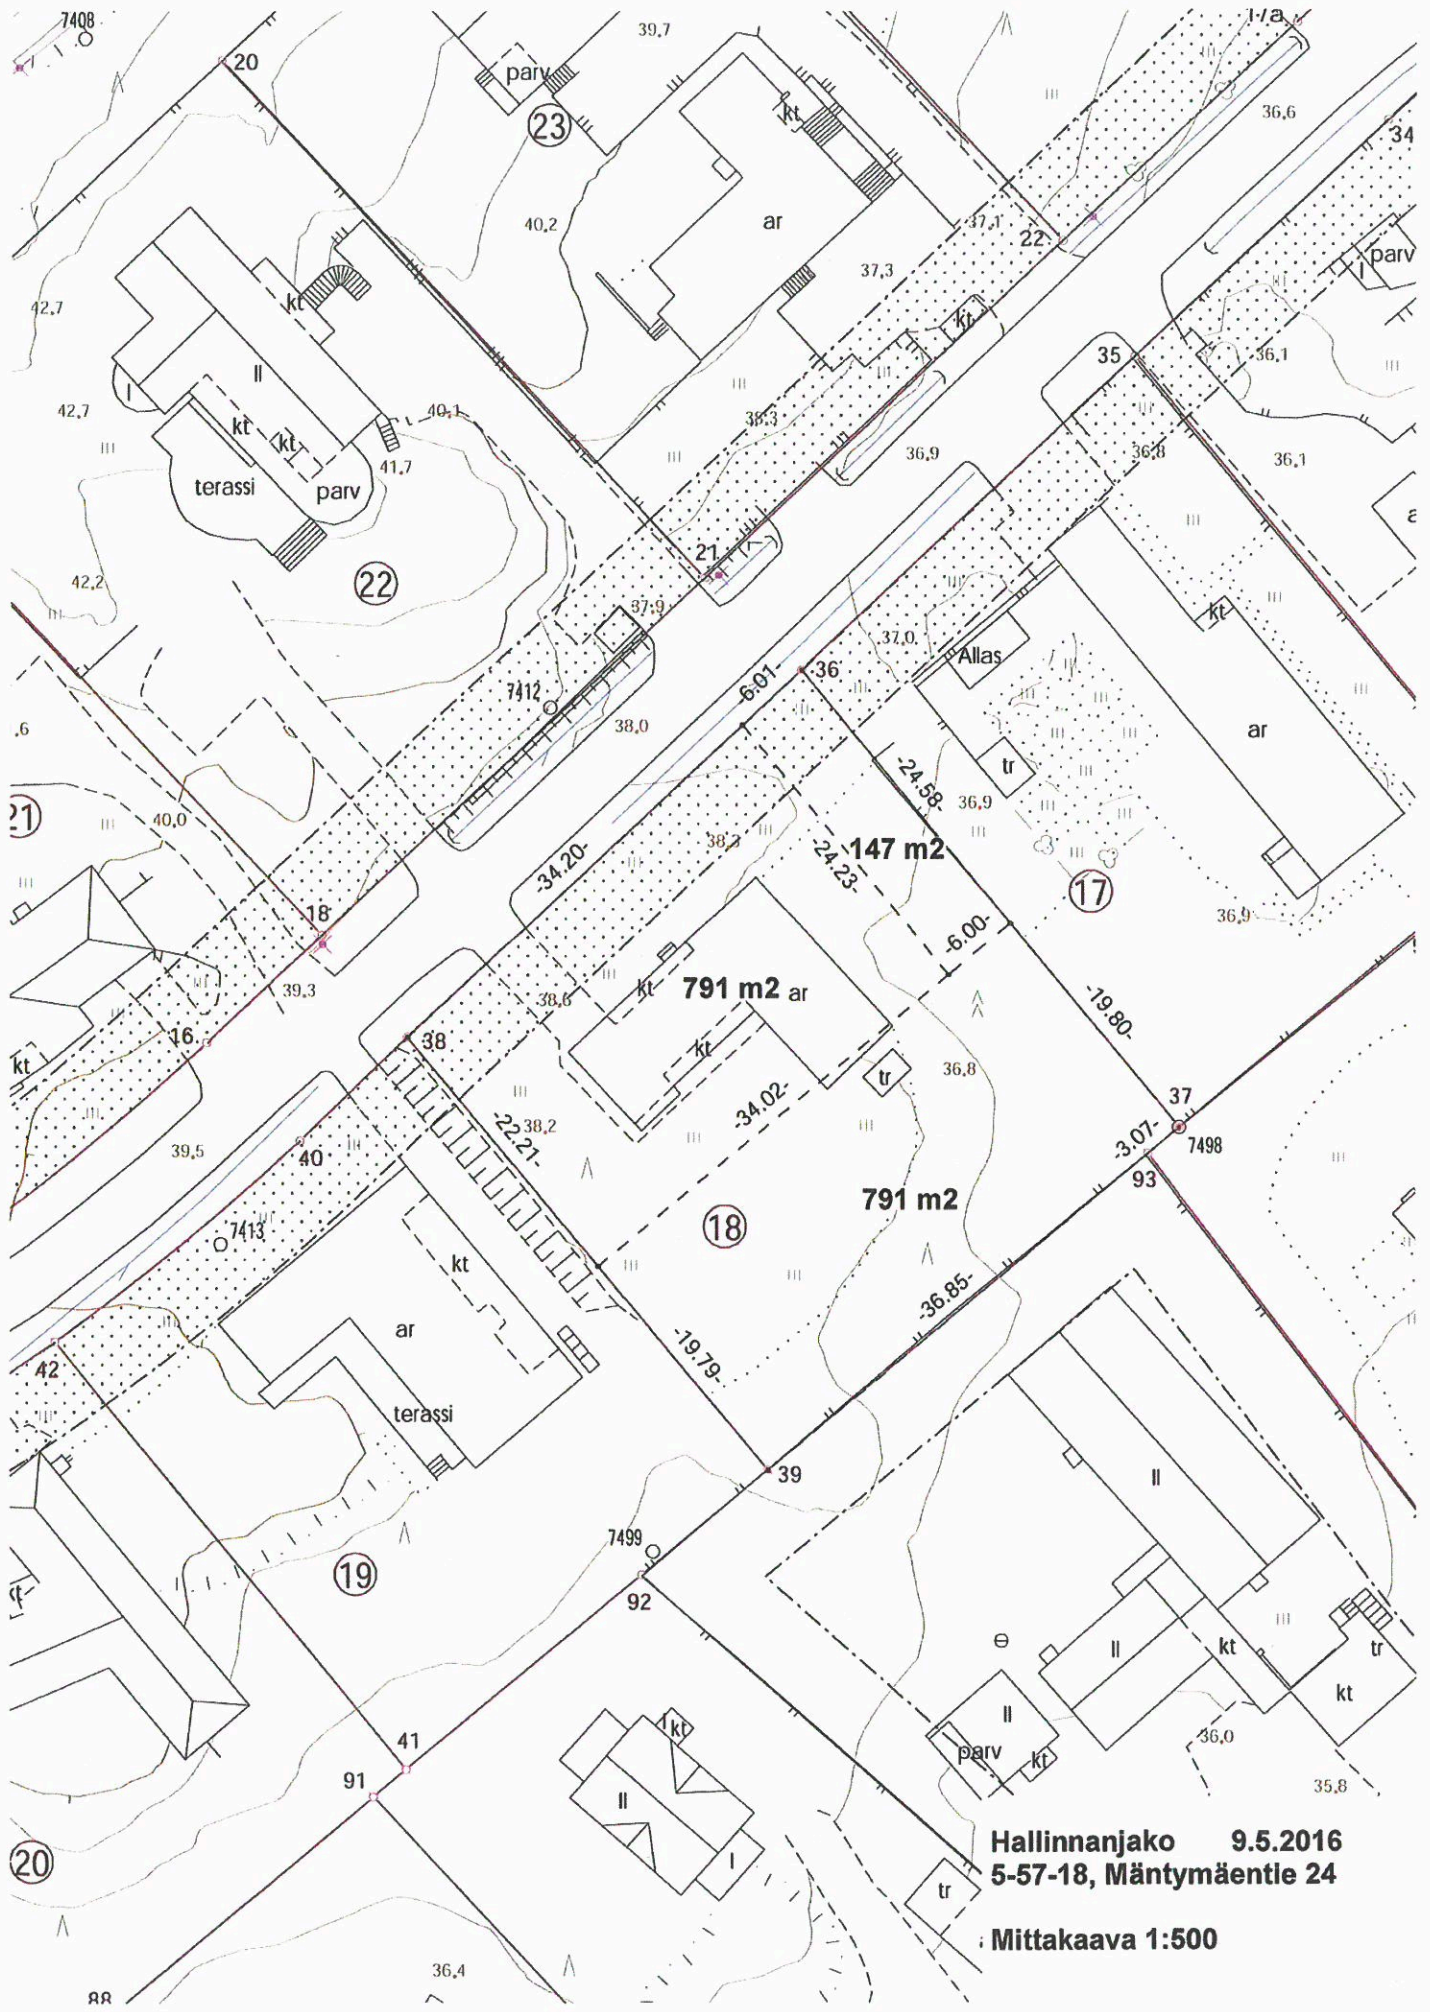 7408
20
parv
23
39,7
kt
17a
36,6
34
ar
40,2
37,1
22
37,3
parv
I
42,7
kt
II
kt
35
36,1
I
42,7
kt
kt
40,1
38,3
36,9
36,8
36,1
41,7
terassi
parv
21
42,2
22
37,9
kt
37,0
Allas
36
6.01
7412
38,0
,6
ar
tr
-24.58-
36,9
21
40,0
38,3
147 m2
-24.23-
-34.20-
17
18
36,9
-6.00-
39,3
38,6
kt
791 m2
ar
-19.80-
16
38
kt
kt
tr
36,8
37
-34.02-
-22.21-
38,2
39,5
40
-3.07-
7498
93
791 m2
7413
18
kt
-36.85-
ar
42
-19.79-
terassi
39
II
7499
19
kt
92
II
kt
tr
kt
II
41
kt
parv
kt
36,0
91
II
35,8
I
Hallinnanjako 9.5.2016
5-57-18, Mäntymäentie 24
20
tr
Mittakaava 1:500
36,4
88